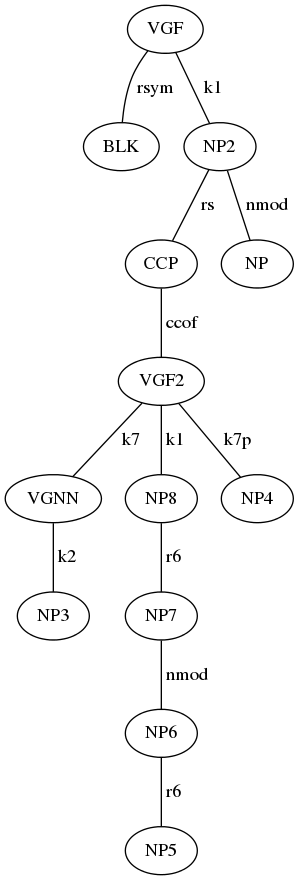 VGF
rsym k1
BLK NP2
rs nmod
CCP NP
ccof
VGF2
k7 k1 k7p
VGNN NP8 NP4
k2 r6
NP3 NP7
nmod
NP6
r6
NP5